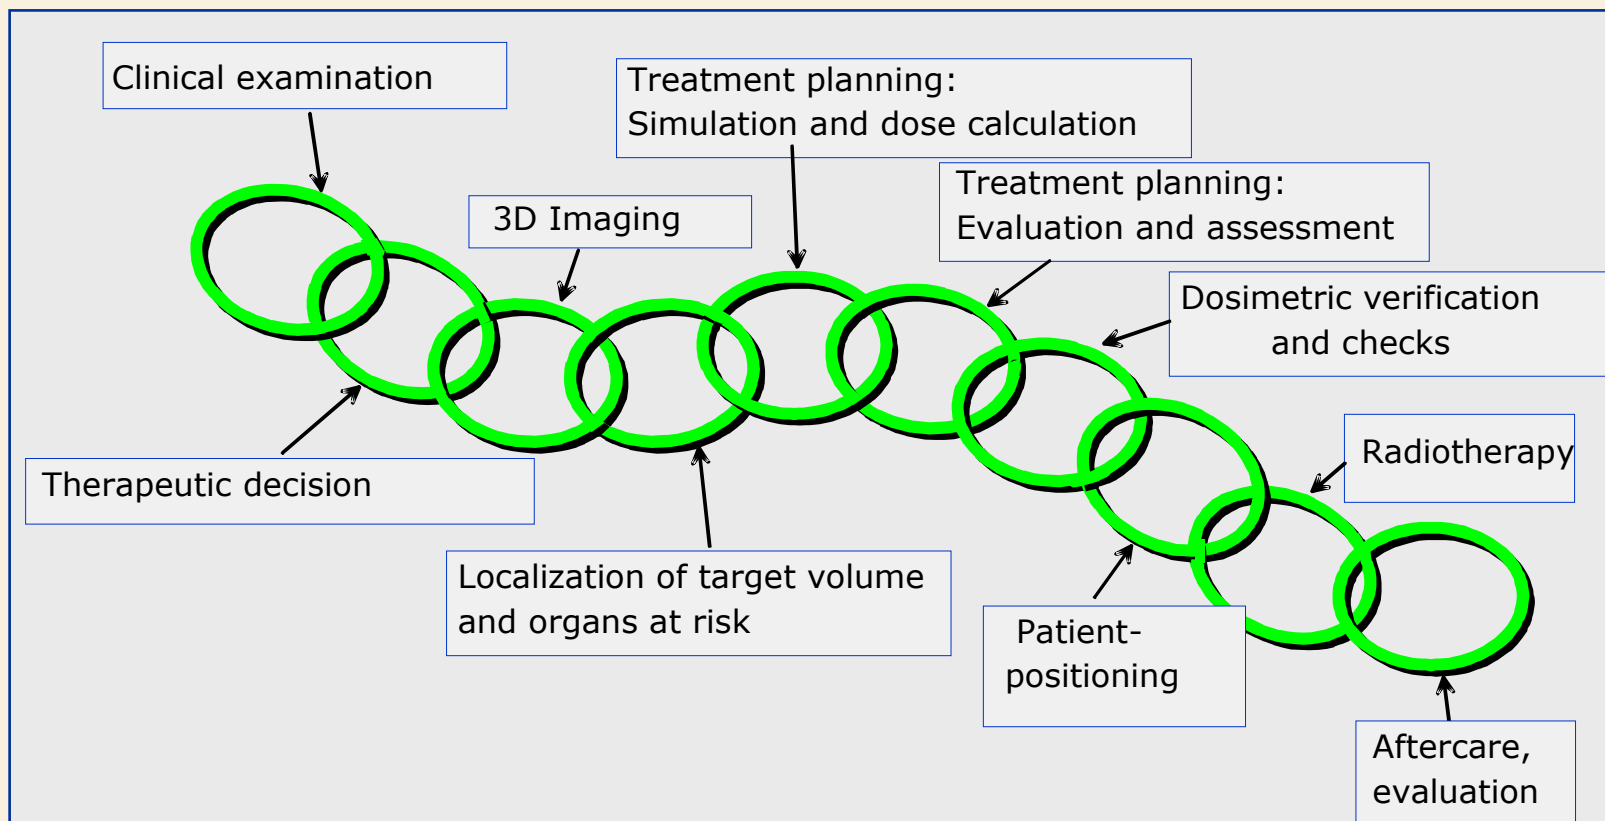 Clinical examination
Treatment planning:
Simulation and dose calculation
Treatment planning:
Evaluation and assessment
3D Imaging
Dosimetric verification
and checks
Radiotherapy
Therapeutic decision
Localization of target volume
and organs at risk
Patient-
positioning
Aftercare,
evaluation